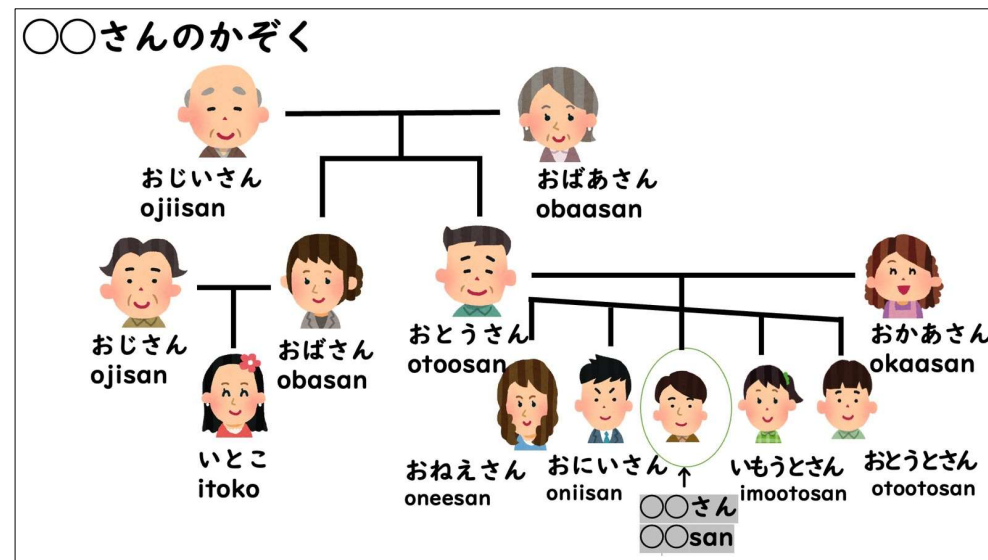 ◯◯さんのかぞく
おじいさん
ojiisan
おばあさん
obaasan
おじさん
ojisan
おばさん
obasan
おとうさん
otoosan
おかあさん
okaasan
いとこ
itoko
おねえさん
oneesan
おにいさん
oniisan
◯◯さん
◯◯san
いもうとさん
imootosan
おとうとさん
otootosan